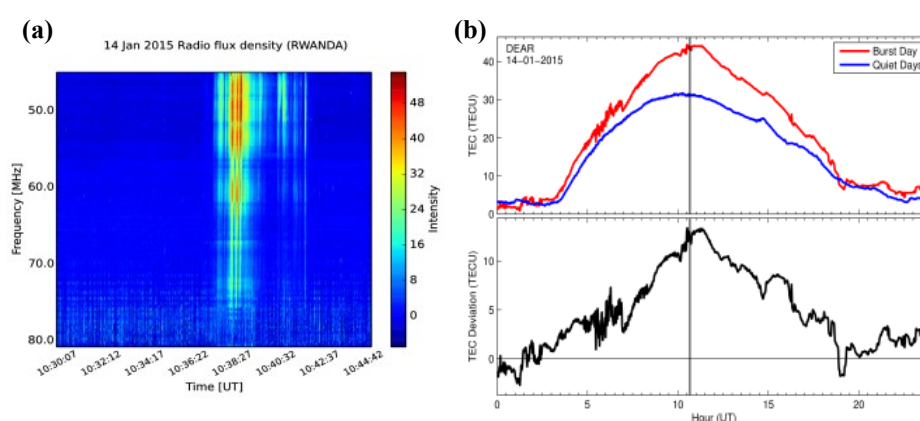 (a)
14 Jan 2015 Radio flux density (RWANDA)
50.0
60.0
70.0
80.0
Frequency [MHz]
10:30:07
10:32:12
10:34:17
10:36:22
10:38:27
10:40:32
10:42:37
10:44:42
Time [UT]
48
40
32
24
16
8
0
Intensity
(b)
DEAR
14-01-2015
Burst Day
Quiet Days
40
30
20
10
0
TEC (TECU)
10
5
0
TEC Deviation (TECU)
0 5 10 15 20
Hour (UT)